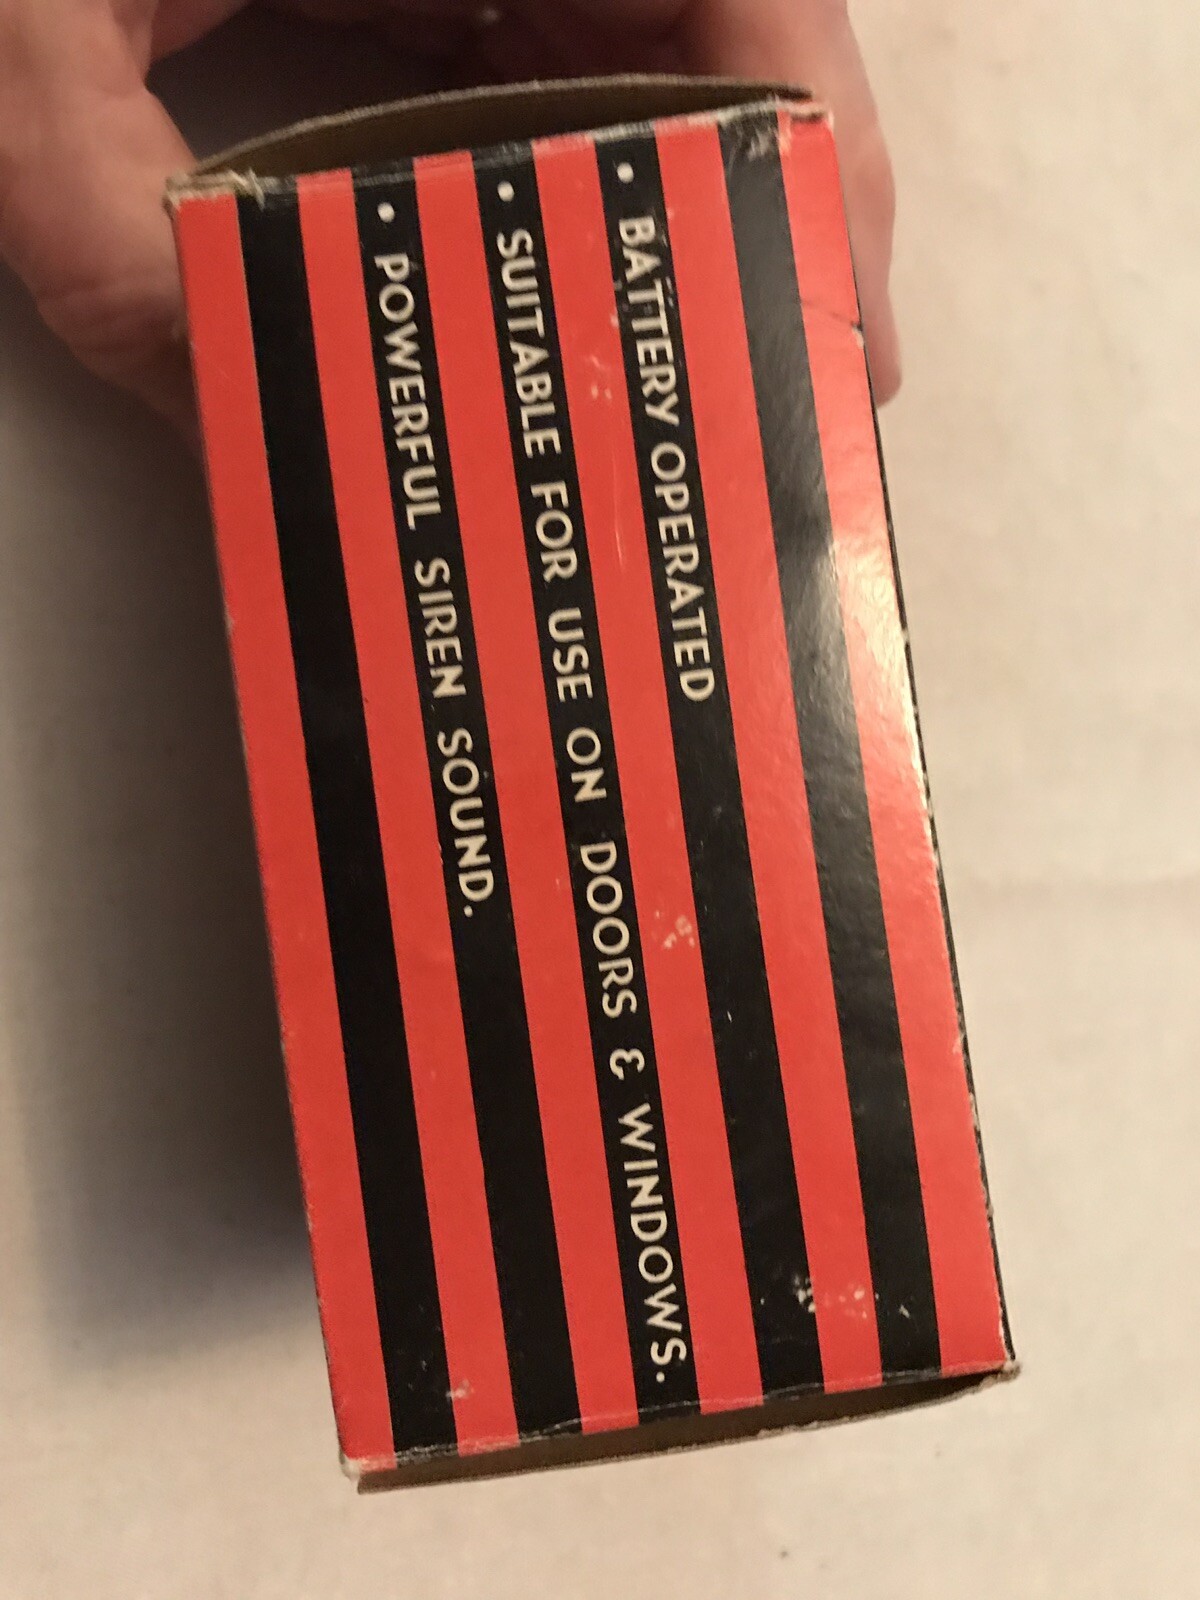 • BATTERY OPERATED
• SUITABLE FOR USE ON DOORS & WINDOWS.
• POWERFUL SIREN SOUND.